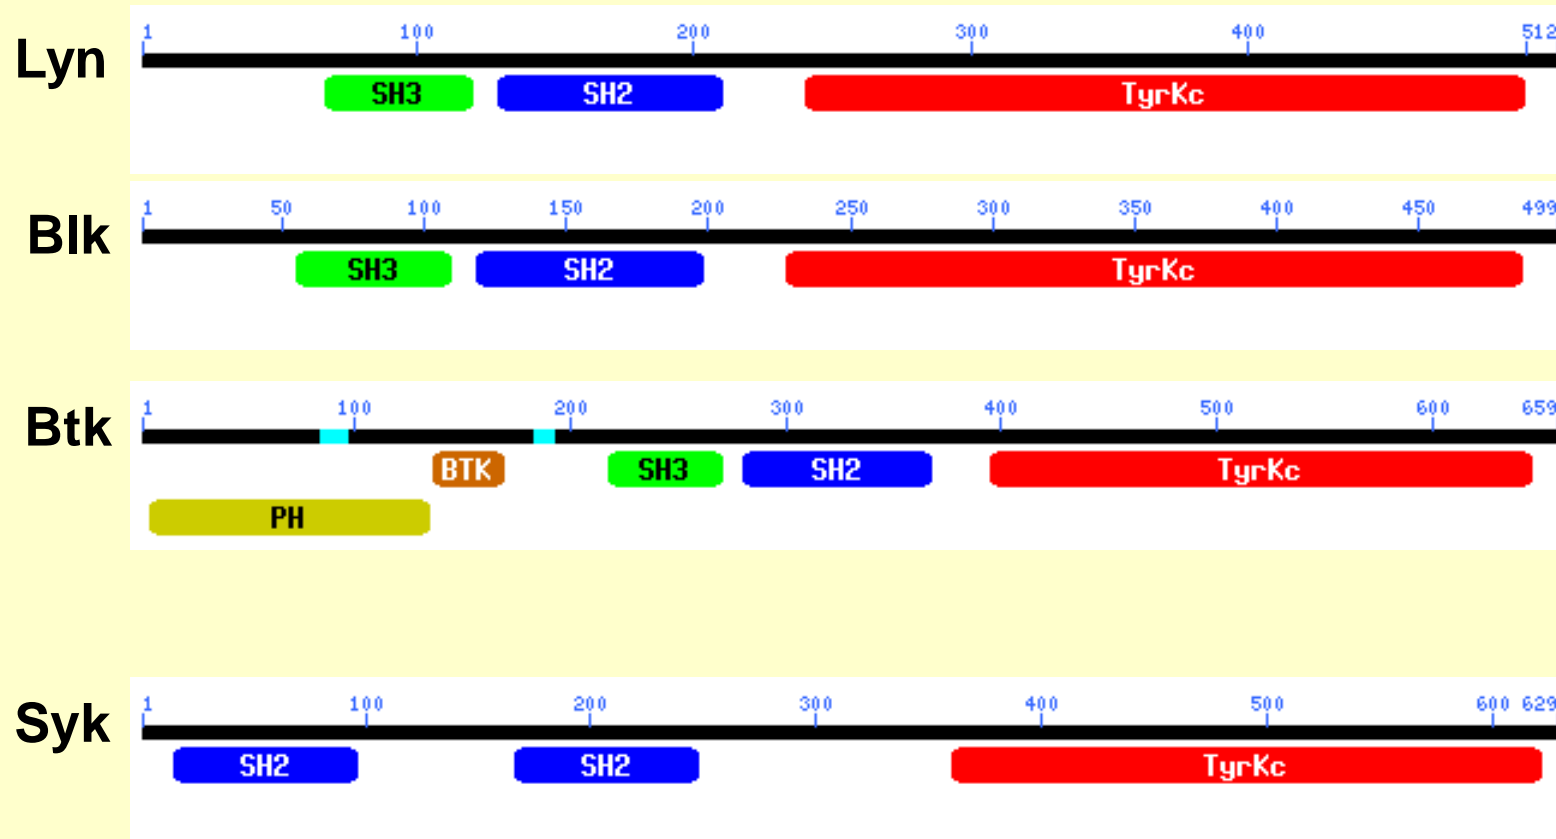 Lyn
1 100 200 300 400 512
SH3 SH2 TyrKc
Blk
1 50 100 150 200 250 300 350 400 450 499
SH3 SH2 TyrKc
Btk
1 100 200 300 400 500 600 659
BTK SH3 SH2 TyrKc
PH
Syk
1 100 200 300 400 500 600 629
SH2 SH2 TyrKc